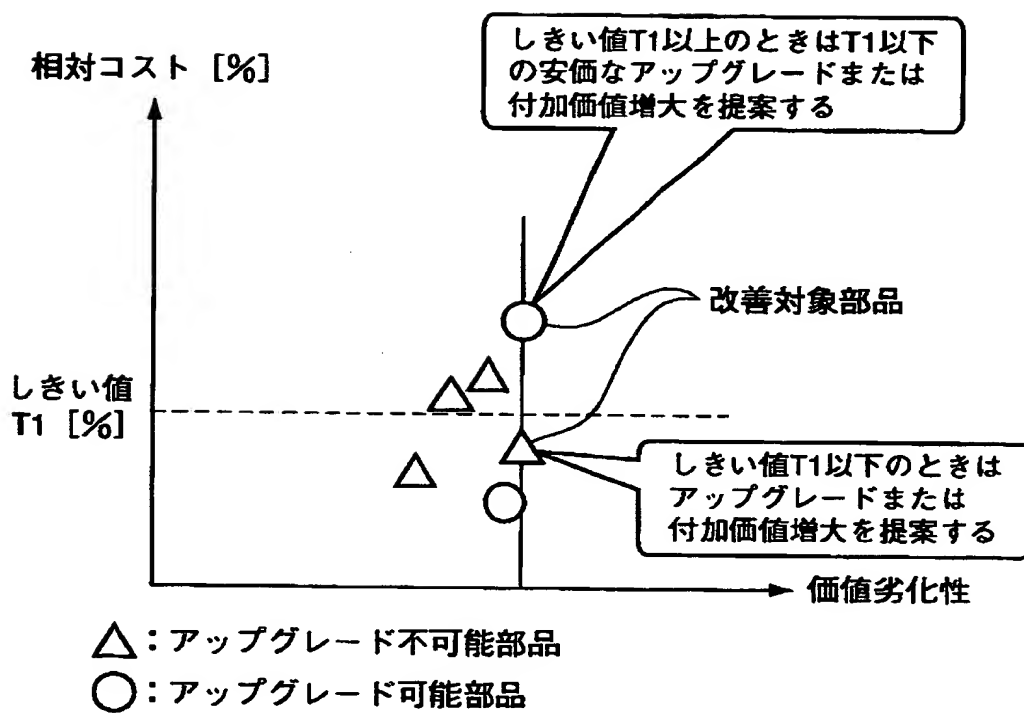 しきい値T1以上のときはT1以下
の安価なアップグレードまたは
付加価値増大を提案する
相対コスト [%]
改善対象部品
しきい値
T1 [%]
しきい値T1以下のときは
アップグレードまたは
付加価値増大を提案する
価値劣化性
△:アップグレード不可能部品
○:アップグレード可能部品